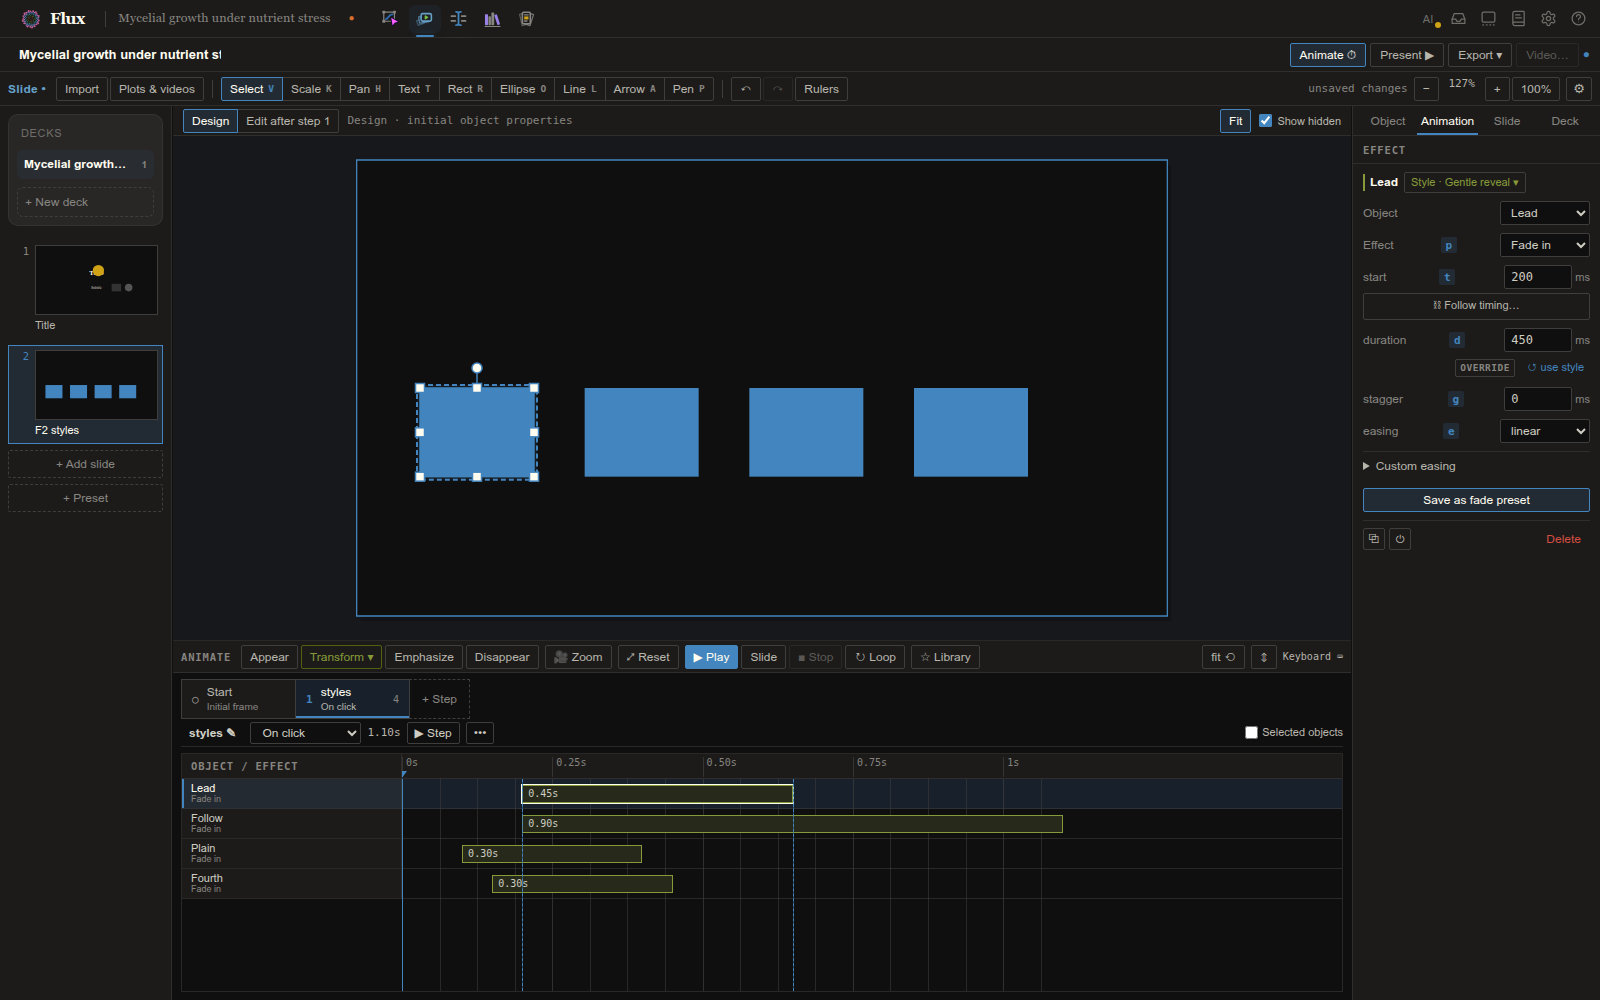 Flux
Mycelial growth under nutrient stress
AI
Mycelial growth under nutrient st
Animate ⏱
Present ▶
Export ▾
Video…
Slide •
Import
Plots & videos
Select V
Scale K
Pan H
Text T
Rect R
Ellipse O
Line L
Arrow A
Pen P
Rulers
unsaved changes
−
127%
+
100%
DECKS
Mycelial growth… 1
+ New deck
1
Title
2
F2 styles
+ Add slide
+ Preset
Design
Edit after step 1
Design · initial object properties
Fit
Show hidden
Object
Animation
Slide
Deck
EFFECT
Lead
Style · Gentle reveal ▾
Object
Lead
Effect p
Fade in
start t
200 ms
Follow timing…
duration d
450 ms
OVERRIDE
use style
stagger g
0 ms
easing e
linear
Custom easing
Save as fade preset
Delete
ANIMATE
Appear
Transform ▾
Emphasize
Disappear
Zoom
Reset
▶ Play
Slide
■ Stop
Loop
☆ Library
fit
Keyboard
Start
Initial frame
1 styles 4
On click
+ Step
styles ✎
On click
1.10s
▶ Step
•••
Selected objects
OBJECT / EFFECT
0s
0.25s
0.50s
0.75s
1s
Lead
Fade in
0.45s
Follow
Fade in
0.90s
Plain
Fade in
0.30s
Fourth
Fade in
0.30s